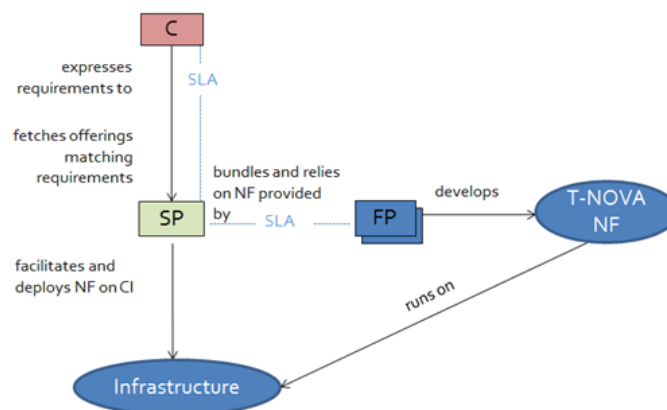 C
expresses
requirements to
SLA
fetches offerings
matching
requirements
bundles and relies
on NF provided
by
SP
SLA
FP
develops
T-NOVA
NF
facilitates and
deploys NF on CI
runs on
Infrastructure